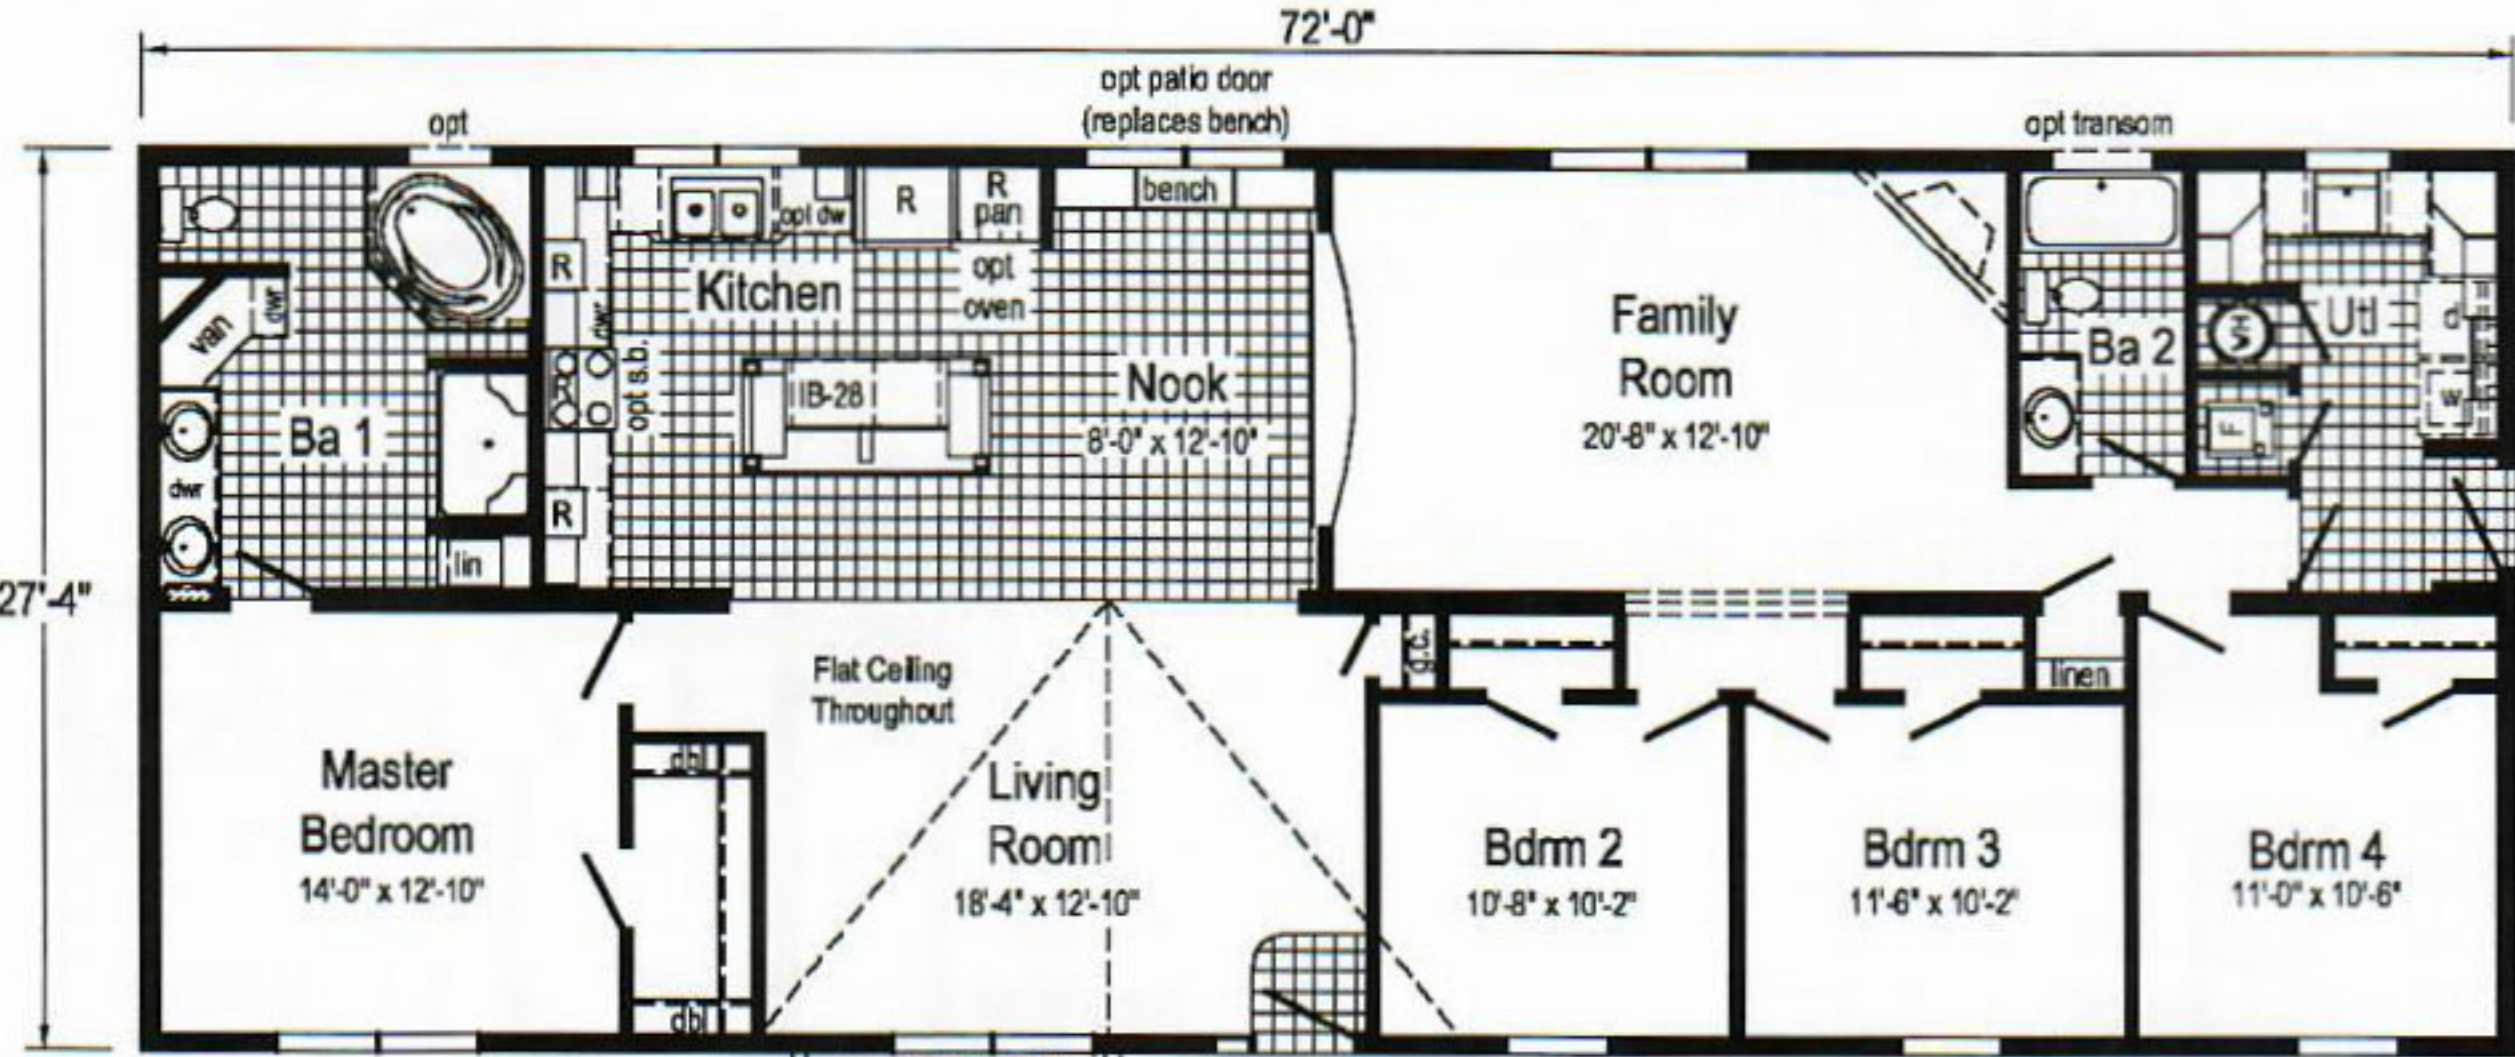 72'-0"
opt patio door
(replaces bench)
opt
opt transom
27'-4"
van
dwr
dwr
Ba 1
lin
R
dwr
R
opt s.b.
R
opt dw
R
R
pan
opt
oven
Kitchen
IB-28
bench
Nook
8'-0" x 12'-10"
Family
Room
20'-8" x 12'-10"
Ba 2
WH
F
Utl
d
w
Master
Bedroom
14'-0" x 12'-10"
dbl
dbl
Flat Ceiling
Throughout
Living
Room
18'-4" x 12'-10"
g.c.
Bdrm 2
10'-8" x 10'-2"
Bdrm 3
11'-6" x 10'-2"
linen
Bdrm 4
11'-0" x 10'-6"